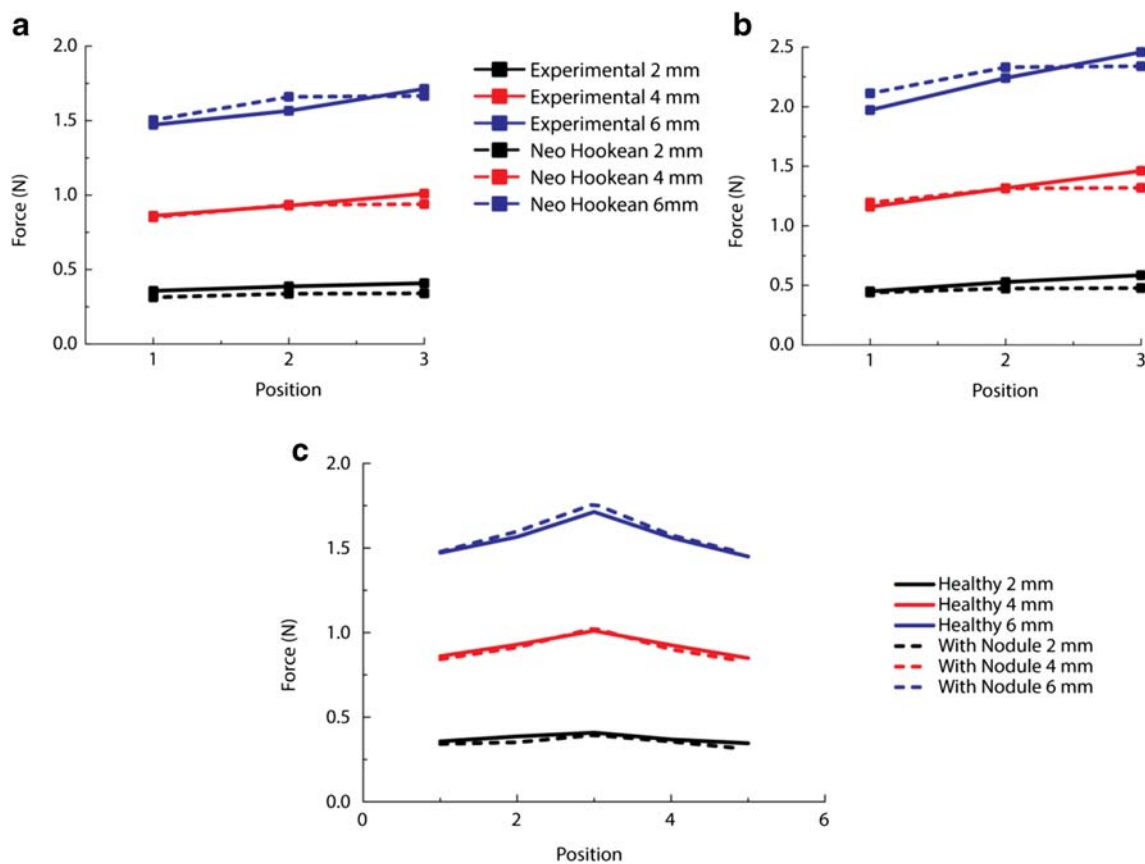 a
2.0
1.5
1.0
0.5
0.0
Force (N)
1
2
3
Position
Experimental 2 mm
Experimental 4 mm
Experimental 6 mm
Neo Hookean 2 mm
Neo Hookean 4 mm
Neo Hookean 6mm
b
2.5
2.0
1.5
1.0
0.5
0.0
Force (N)
1
2
3
Position
c
2.0
1.5
1.0
0.5
0.0
Force (N)
0
2
4
6
Position
Healthy 2 mm
Healthy 4 mm
Healthy 6 mm
With Nodule 2 mm
With Nodule 4 mm
With Nodule 6 mm